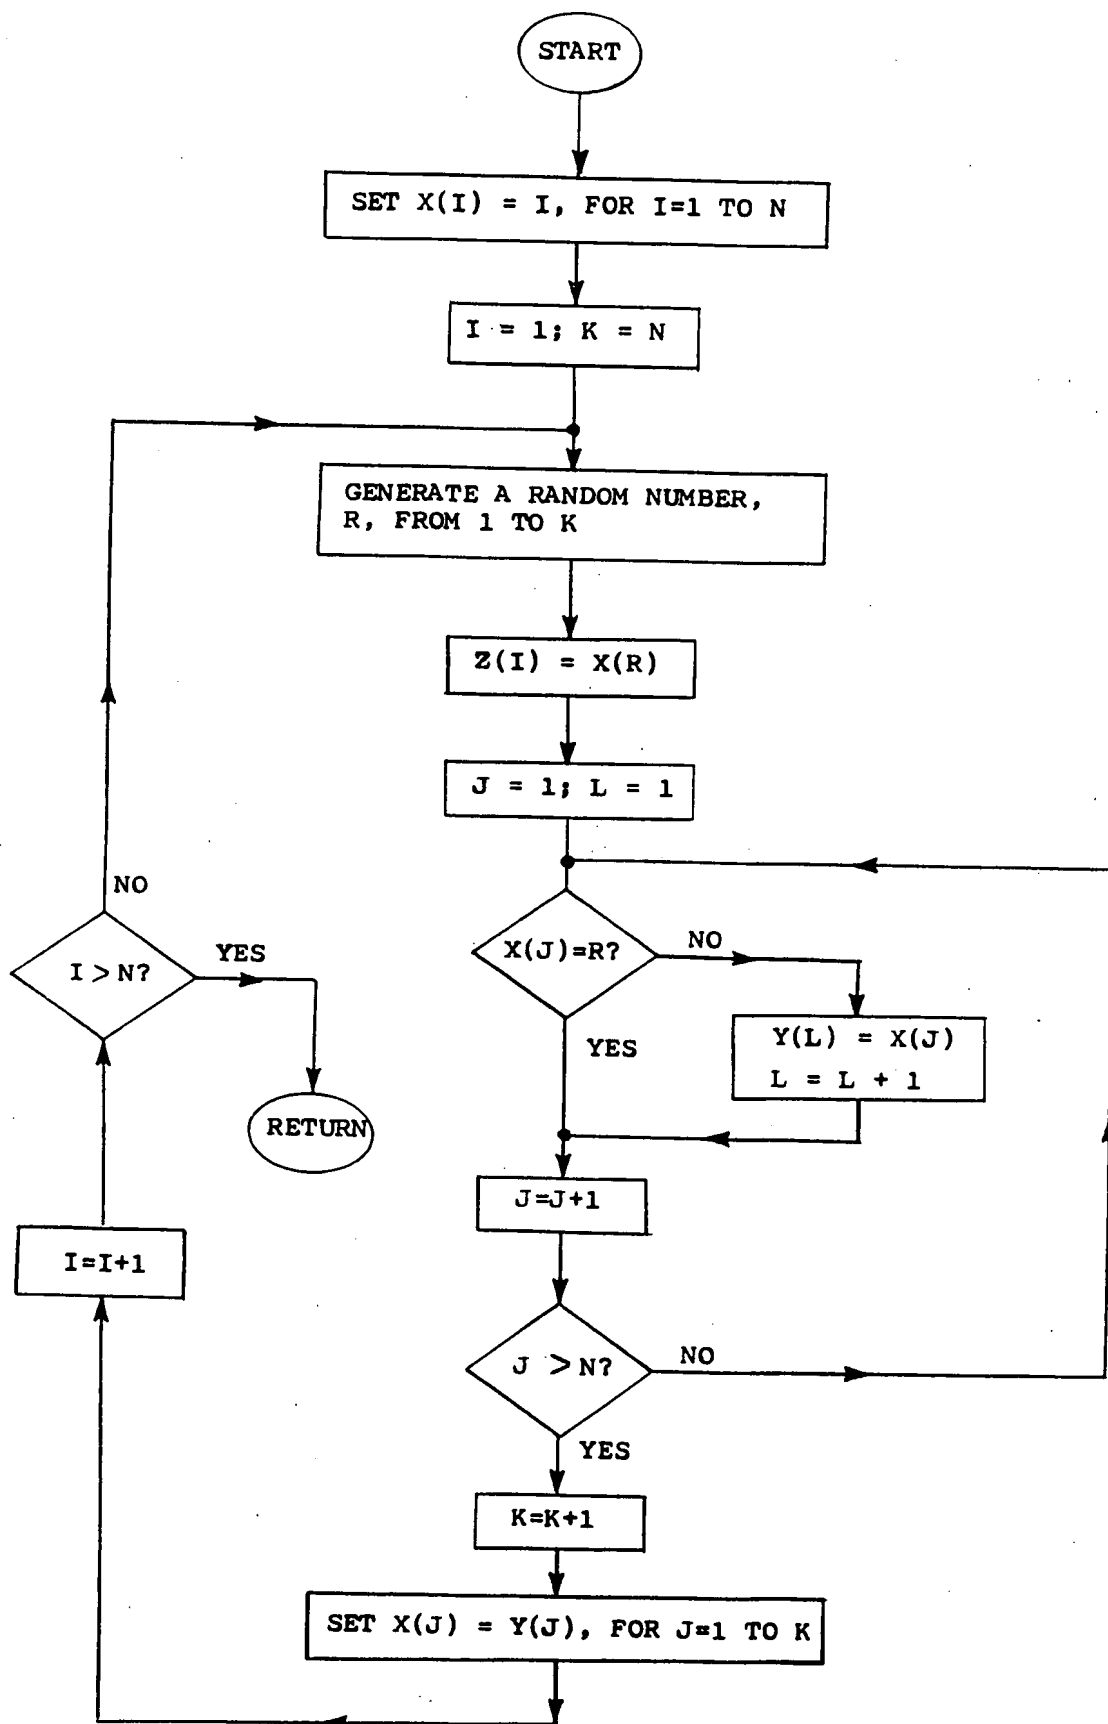 START
SET X(I) = I, FOR I=1 TO N
I = 1; K = N
GENERATE A RANDOM NUMBER,
R, FROM 1 TO K
Z(I) = X(R)
J = 1; L = 1
X(J)=R?
NO
YES
Y(L) = X(J)
L = L + 1
J=J+1
J > N?
NO
YES
K=K+1
SET X(J) = Y(J), FOR J=1 TO K
I=I+1
I > N?
NO
YES
RETURN